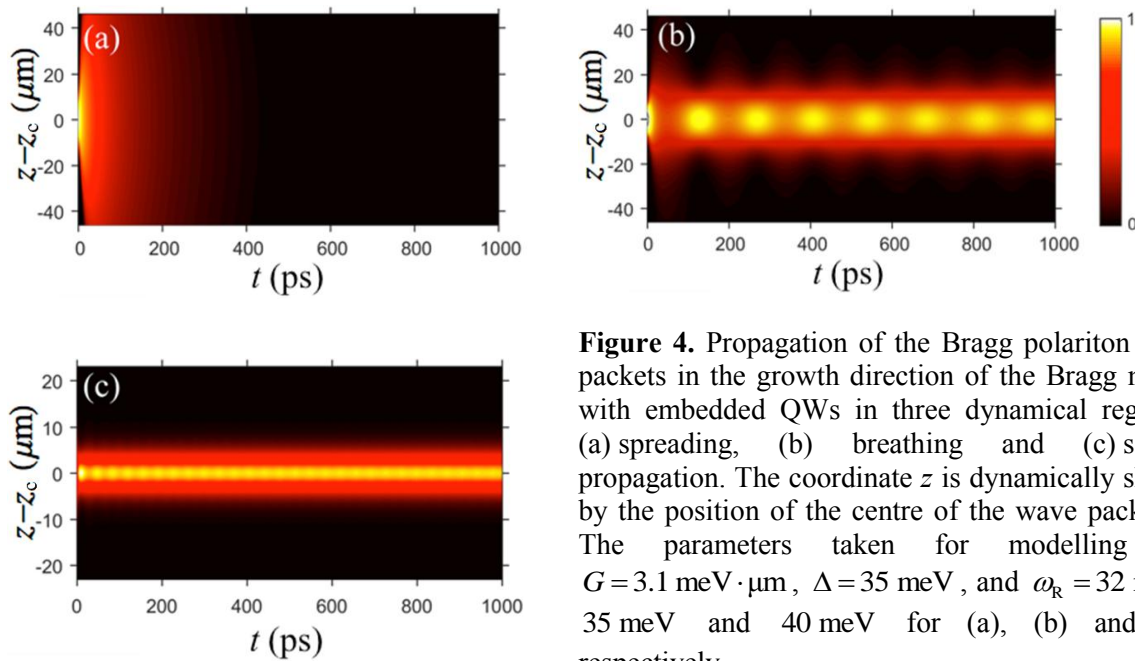 (a)
40
20
0
-20
-40
z−z_c (μm)
0 200 400 600 800 1000
t (ps)
(b)
40
20
0
-20
-40
z−z_c (μm)
0 200 400 600 800 1000
t (ps)
1
0
(c)
20
10
0
-10
-20
z−z_c (μm)
0 200 400 600 800 1000
t (ps)
Figure 4. Propagation of the Bragg polariton
packets in the growth direction of the Bragg
with embedded QWs in three dynamical
(a) spreading, (b) breathing and (c)
propagation. The coordinate z is dynamically
by the position of the centre of the wave
The parameters taken for modelling
G = 3.1 meV·μm, Δ = 35 meV, and ω_R = 32
35 meV and 40 meV for (a), (b) and